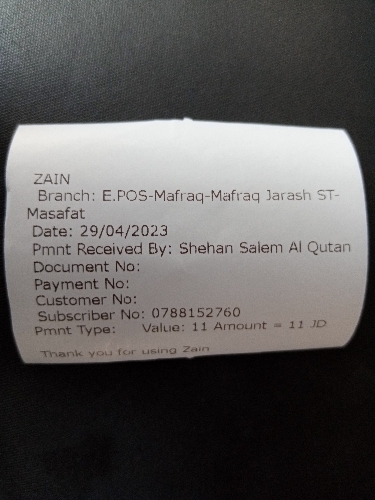 ZAIN
Branch: E.POS-Mafraq-Mafraq Jarash ST-
Masafat
Date: 29/04/2023
Pmnt Received By: Shehan Salem Al Qutan
Document No:
Payment No:
Customer No:
Subscriber No: 0788152760
Pmnt Type: Value: 11 Amount = 11 JD
Thank you for using Zain